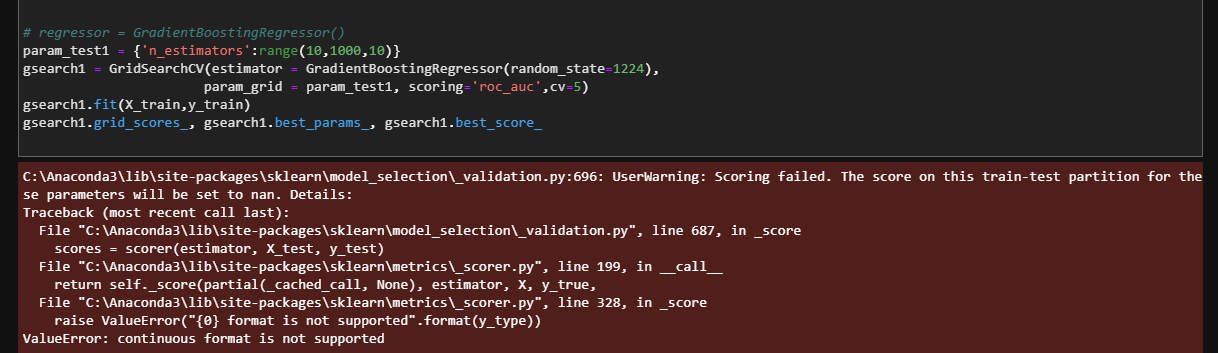 # regressor = GradientBoostingRegressor()
param_test1 = {'n_estimators':range(10,1000,10)}
gsearch1 = GridSearchCV(estimator = GradientBoostingRegressor(random_state=1224),
                        param_grid = param_test1, scoring='roc_auc',cv=5)
gsearch1.fit(X_train,y_train)
gsearch1.grid_scores_, gsearch1.best_params_, gsearch1.best_score_
C:\Anaconda3\lib\site-packages\sklearn\model_selection\_validation.py:696: UserWarning: Scoring failed. The score on this train-test partition for the
se parameters will be set to nan. Details:
Traceback (most recent call last):
  File "C:\Anaconda3\lib\site-packages\sklearn\model_selection\_validation.py", line 687, in _score
    scores = scorer(estimator, X_test, y_test)
  File "C:\Anaconda3\lib\site-packages\sklearn\metrics\_scorer.py", line 199, in __call__
    return self._score(partial(_cached_call, None), estimator, X, y_true,
  File "C:\Anaconda3\lib\site-packages\sklearn\metrics\_scorer.py", line 328, in _score
    raise ValueError("{0} format is not supported".format(y_type))
ValueError: continuous format is not supported